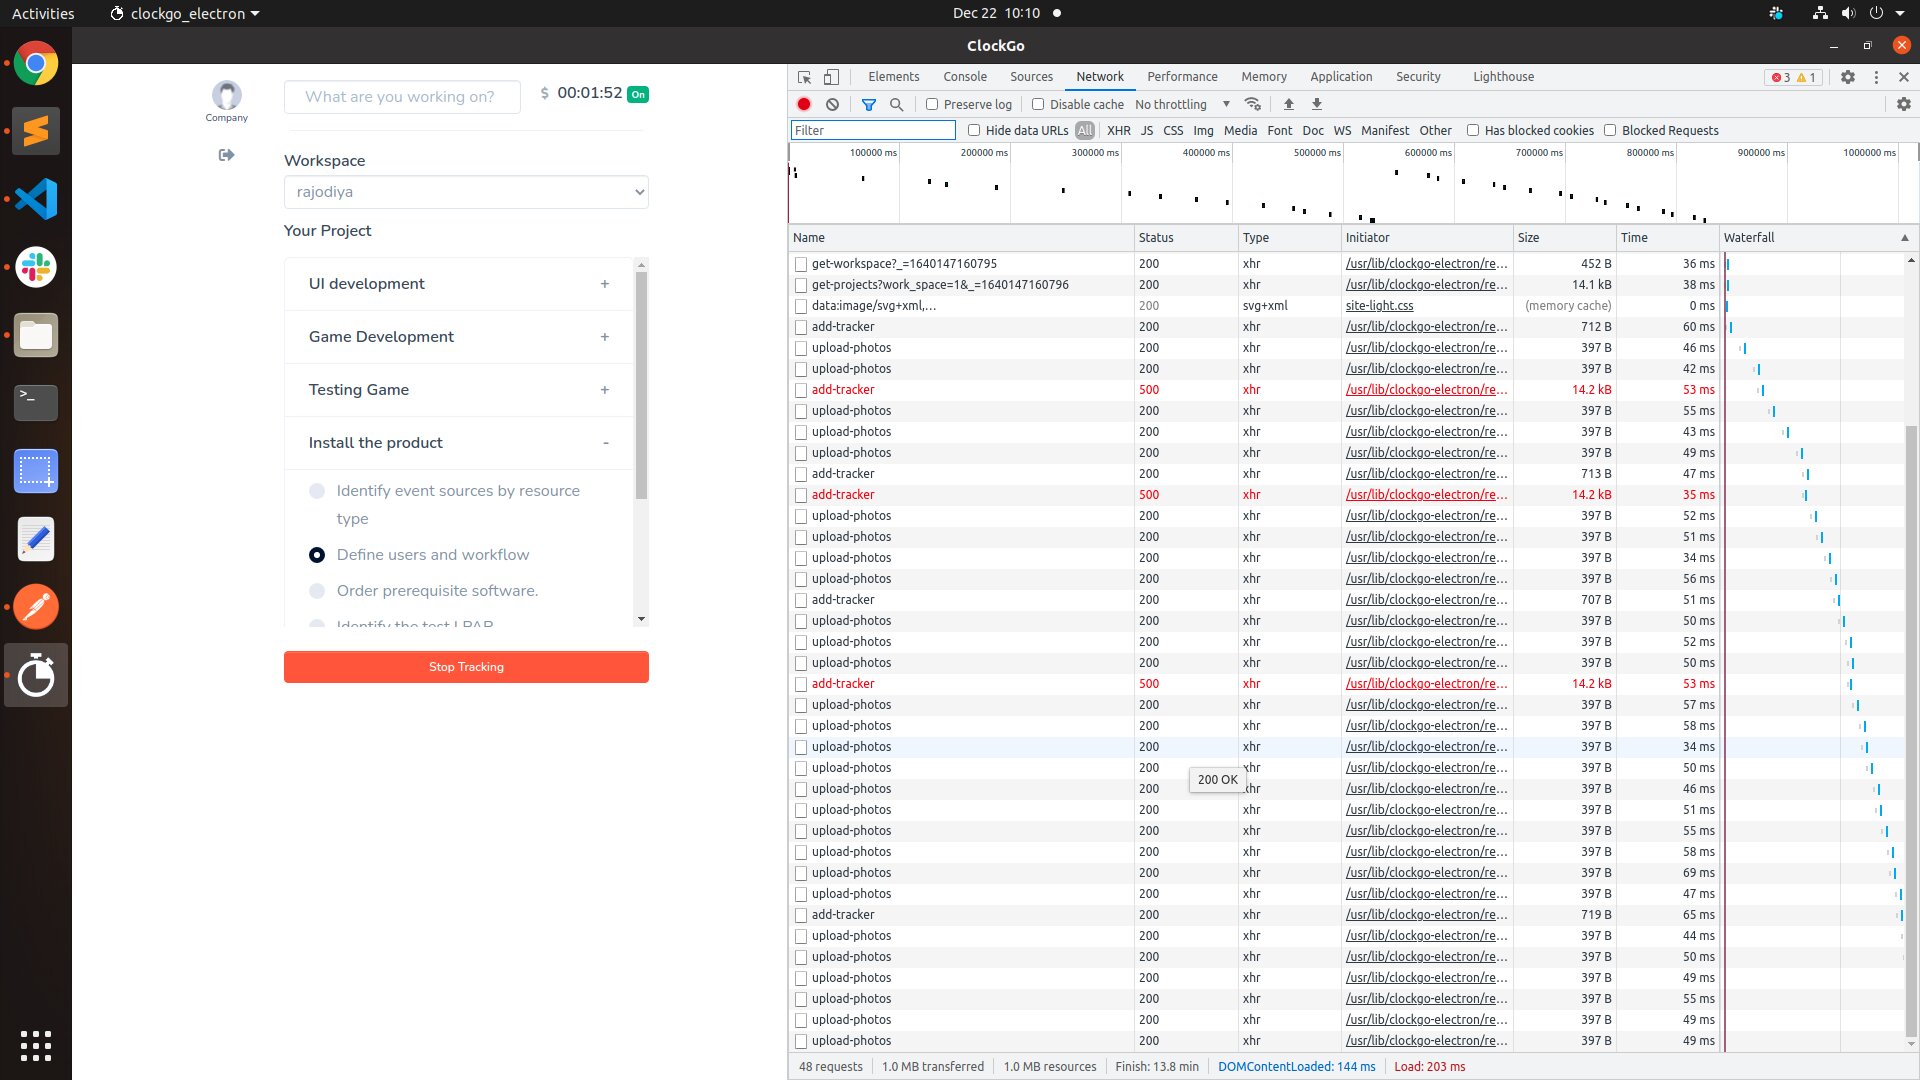 Activities
clockgo_electron
Dec 22 10:10
ClockGo
Company
What are you working on?
$ 00:01:52 On
Workspace
rajodiya
Your Project
UI development +
Game Development +
Testing Game +
Install the product -
Identify event sources by resource
type
Define users and workflow
Order prerequisite software.
Identify the test LPAR
Stop Tracking
Elements Console Sources Network Performance Memory Application Security Lighthouse 3 1
Preserve log Disable cache No throttling
Filter Hide data URLs All XHR JS CSS Img Media Font Doc WS Manifest Other Has blocked cookies Blocked Requests
100000 ms 200000 ms 300000 ms 400000 ms 500000 ms 600000 ms 700000 ms 800000 ms 900000 ms 1000000 ms
Name Status Type Initiator Size Time Waterfall
get-workspace?_=1640147160795 200 xhr /usr/lib/clockgo-electron/re... 452 B 36 ms
get-projects?work_space=1&_=1640147160796 200 xhr /usr/lib/clockgo-electron/re... 14.1 kB 38 ms
data:image/svg+xml,... 200 svg+xml site-light.css (memory cache) 0 ms
add-tracker 200 xhr /usr/lib/clockgo-electron/re... 712 B 60 ms
upload-photos 200 xhr /usr/lib/clockgo-electron/re... 397 B 46 ms
upload-photos 200 xhr /usr/lib/clockgo-electron/re... 397 B 42 ms
add-tracker 500 xhr /usr/lib/clockgo-electron/re... 14.2 kB 53 ms
upload-photos 200 xhr /usr/lib/clockgo-electron/re... 397 B 55 ms
upload-photos 200 xhr /usr/lib/clockgo-electron/re... 397 B 43 ms
upload-photos 200 xhr /usr/lib/clockgo-electron/re... 397 B 49 ms
add-tracker 200 xhr /usr/lib/clockgo-electron/re... 713 B 47 ms
add-tracker 500 xhr /usr/lib/clockgo-electron/re... 14.2 kB 35 ms
upload-photos 200 xhr /usr/lib/clockgo-electron/re... 397 B 52 ms
upload-photos 200 xhr /usr/lib/clockgo-electron/re... 397 B 51 ms
upload-photos 200 xhr /usr/lib/clockgo-electron/re... 397 B 34 ms
upload-photos 200 xhr /usr/lib/clockgo-electron/re... 397 B 56 ms
add-tracker 200 xhr /usr/lib/clockgo-electron/re... 707 B 51 ms
upload-photos 200 xhr /usr/lib/clockgo-electron/re... 397 B 50 ms
upload-photos 200 xhr /usr/lib/clockgo-electron/re... 397 B 52 ms
upload-photos 200 xhr /usr/lib/clockgo-electron/re... 397 B 50 ms
add-tracker 500 xhr /usr/lib/clockgo-electron/re... 14.2 kB 53 ms
upload-photos 200 xhr /usr/lib/clockgo-electron/re... 397 B 57 ms
upload-photos 200 xhr /usr/lib/clockgo-electron/re... 397 B 58 ms
upload-photos 200 xhr /usr/lib/clockgo-electron/re... 397 B 34 ms
upload-photos 200 xhr /usr/lib/clockgo-electron/re... 397 B 50 ms
200 OK
upload-photos 200 xhr /usr/lib/clockgo-electron/re... 397 B 46 ms
upload-photos 200 xhr /usr/lib/clockgo-electron/re... 397 B 51 ms
upload-photos 200 xhr /usr/lib/clockgo-electron/re... 397 B 55 ms
upload-photos 200 xhr /usr/lib/clockgo-electron/re... 397 B 58 ms
upload-photos 200 xhr /usr/lib/clockgo-electron/re... 397 B 69 ms
upload-photos 200 xhr /usr/lib/clockgo-electron/re... 397 B 47 ms
add-tracker 200 xhr /usr/lib/clockgo-electron/re... 719 B 65 ms
upload-photos 200 xhr /usr/lib/clockgo-electron/re... 397 B 44 ms
upload-photos 200 xhr /usr/lib/clockgo-electron/re... 397 B 50 ms
upload-photos 200 xhr /usr/lib/clockgo-electron/re... 397 B 49 ms
upload-photos 200 xhr /usr/lib/clockgo-electron/re... 397 B 55 ms
upload-photos 200 xhr /usr/lib/clockgo-electron/re... 397 B 49 ms
upload-photos 200 xhr /usr/lib/clockgo-electron/re... 397 B 49 ms
48 requests 1.0 MB transferred 1.0 MB resources Finish: 13.8 min DOMContentLoaded: 144 ms Load: 203 ms